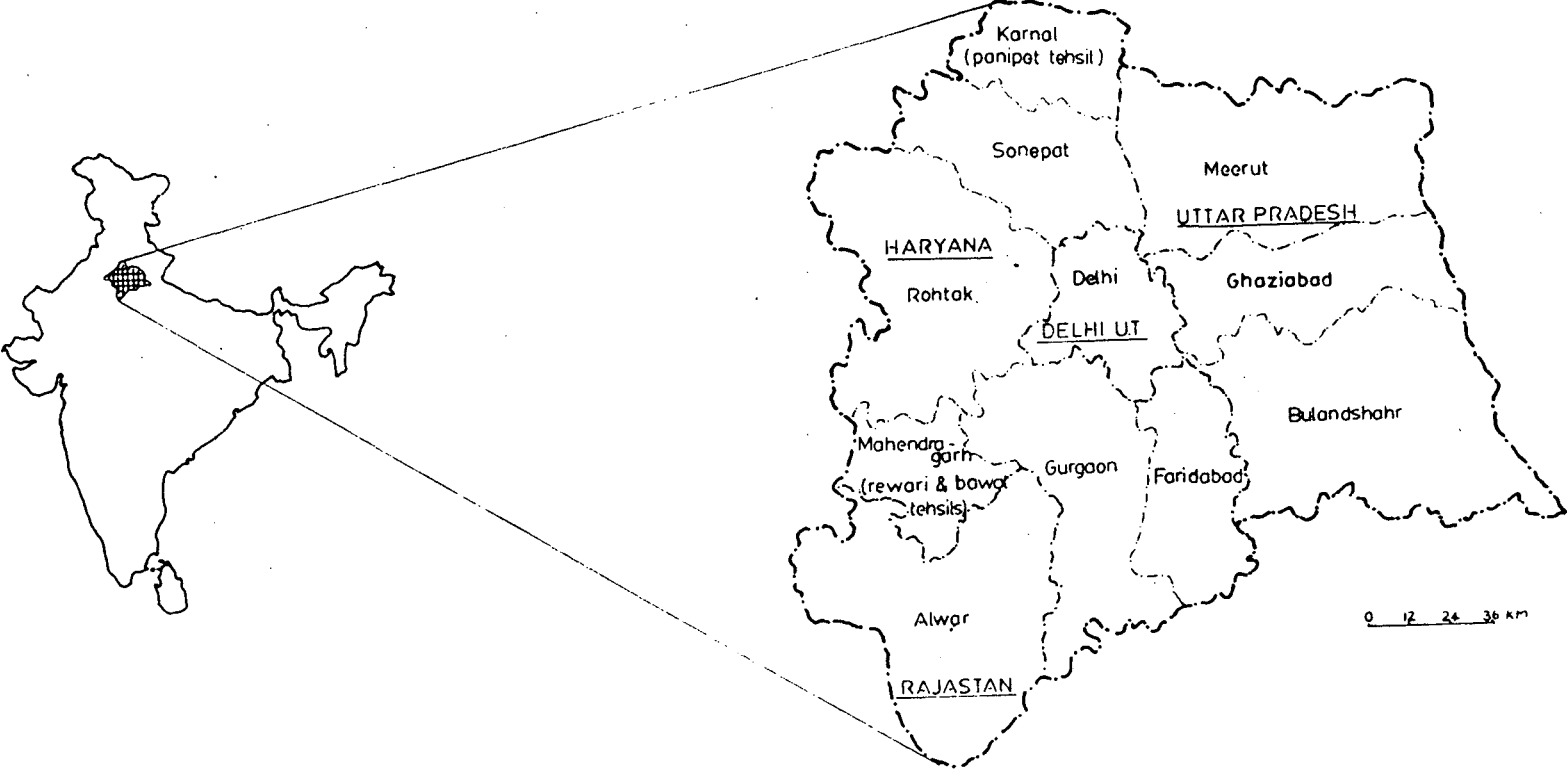 Karnal
(panipat tehsil)
Sonepat
Meerut
UTTAR PRADESH
HARYANA
Delhi
Ghaziabad
Rohtak
DELHI U.T
Bulandshahr
Mahendra-
garh
Gurgaon
Faridabad
(rewari & bawal
tehsils)
Alwar
0 12 24 36 KM
RAJASTAN